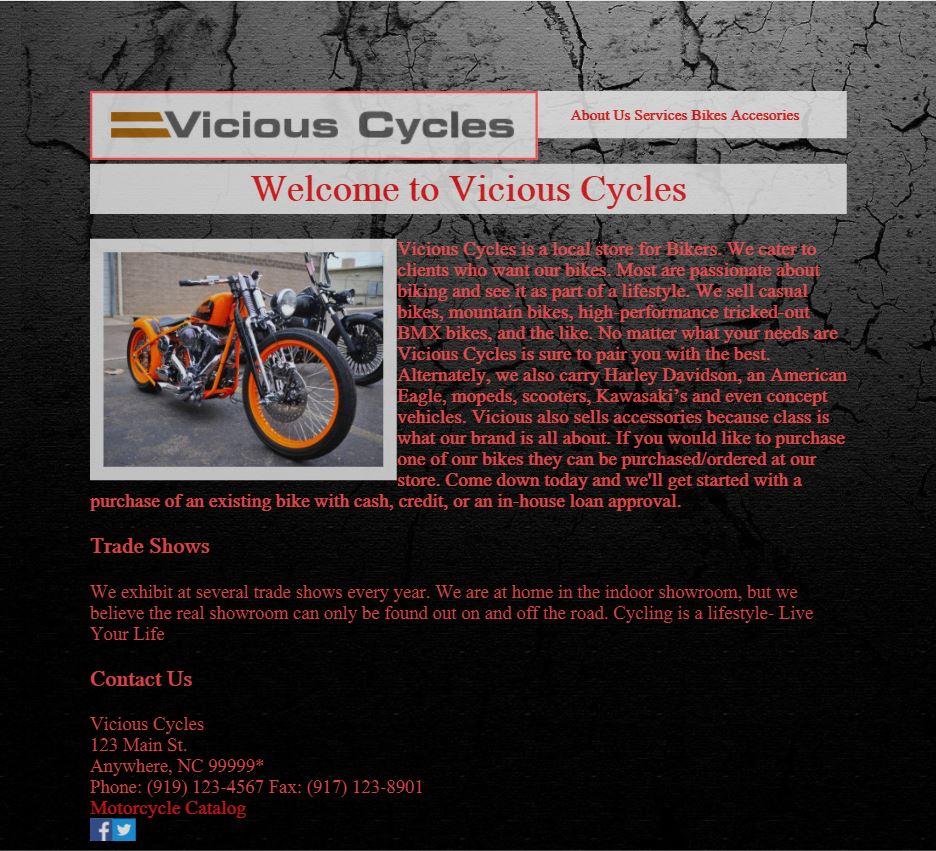 Vicious Cycles
About Us Services Bikes Accesories
Welcome to Vicious Cycles
Vicious Cycles is a local store for Bikers. We cater to
clients who want our bikes. Most are passionate about
biking and see it as part of a lifestyle. We sell casual
bikes, mountain bikes, high-performance tricked-out
BMX bikes, and the like. No matter what your needs are
Vicious Cycles is sure to pair you with the best.
Alternately, we also carry Harley Davidson, an American
Eagle, mopeds, scooters, Kawasaki’s and even concept
vehicles. Vicious also sells accessories because class is
what our brand is all about. If you would like to purchase
one of our bikes they can be purchased/ordered at our
store. Come down today and we'll get started with a
purchase of an existing bike with cash, credit, or an in-house loan approval.
Trade Shows
We exhibit at several trade shows every year. We are at home in the indoor showroom, but we
believe the real showroom can only be found out on and off the road. Cycling is a lifestyle- Live
Your Life
Contact Us
Vicious Cycles
123 Main St.
Anywhere, NC 99999*
Phone: (919) 123-4567 Fax: (917) 123-8901
Motorcycle Catalog